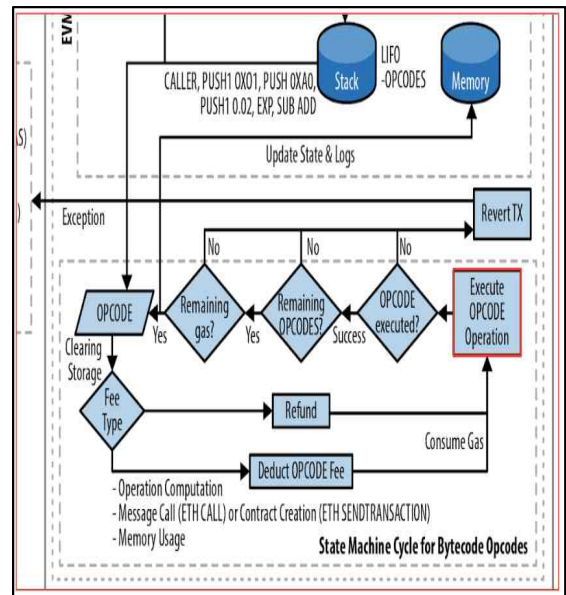 EVM
Stack
LIFO
-OPCODES
Memory
CALLER, PUSH1 0X01, PUSH 0XA0,
PUSH1 0.02, EXP, SUB ADD
AS)
)
Update State & Logs
Exception
Revert TX
No
No
No
OPCODE
Yes
Remaining
gas?
Yes
Remaining
OPCODES?
Success
OPCODE
executed?
Execute
OPCODE
Operation
Clearing
Storage
Fee
Type
Refund
Consume Gas
Deduct OPCODE Fee
- Operation Computation
- Message Call (ETH CALL) or Contract Creation (ETH SENDTRANSACTION)
- Memory Usage
State Machine Cycle for Bytecode Opcodes